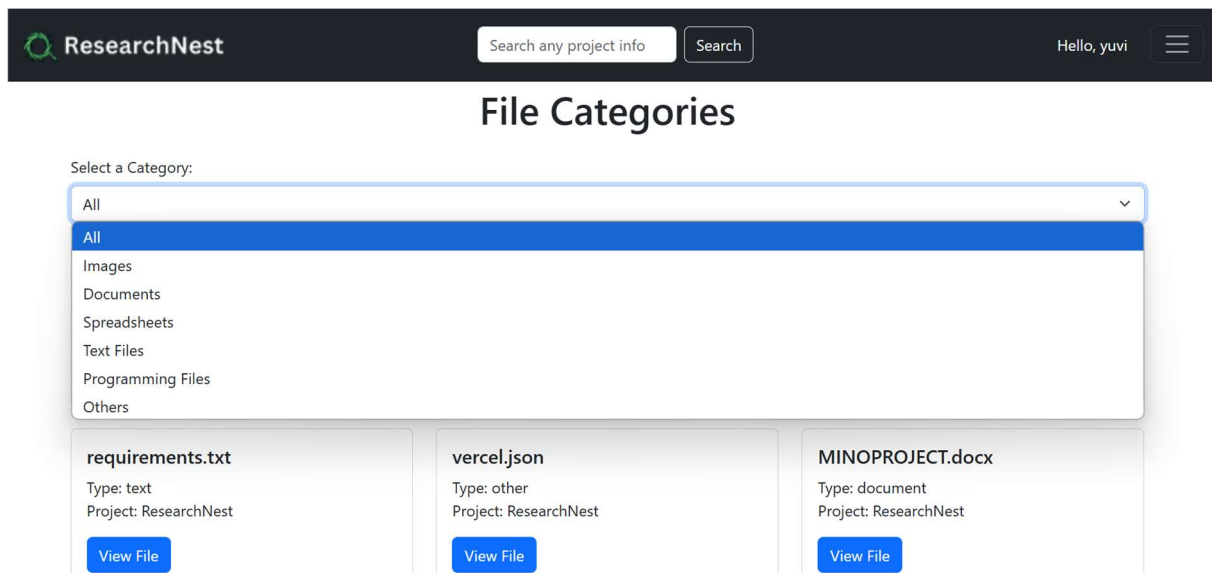 ResearchNest
Search any project info
Search
Hello, yuvi
File Categories
Select a Category:
All
All
Images
Documents
Spreadsheets
Text Files
Programming Files
Others
requirements.txt
Type: text
Project: ResearchNest
View File
vercel.json
Type: other
Project: ResearchNest
View File
MINOPROJECT.docx
Type: document
Project: ResearchNest
View File